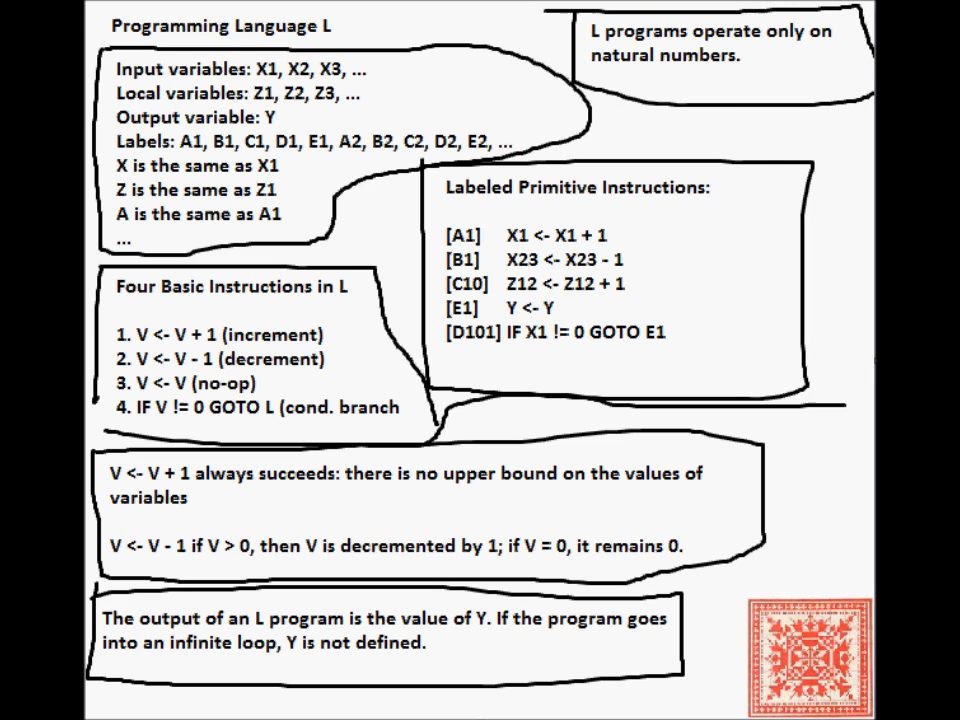 Programming Language L
L programs operate only on
natural numbers.
Input variables: X1, X2, X3, ...
Local variables: Z1, Z2, Z3, ...
Output variable: Y
Labels: A1, B1, C1, D1, E1, A2, B2, C2, D2, E2, ...
X is the same as X1
Z is the same as Z1
A is the same as A1
...
Labeled Primitive Instructions:
[A1] X1 <- X1 + 1
[B1] X23 <- X23 - 1
[C10] Z12 <- Z12 + 1
[E1] Y <- Y
[D101] IF X1 != 0 GOTO E1
Four Basic Instructions in L
1. V <- V + 1 (increment)
2. V <- V - 1 (decrement)
3. V <- V (no-op)
4. IF V != 0 GOTO L (cond. branch
V <- V + 1 always succeeds: there is no upper bound on the values of
variables
V <- V - 1 if V > 0, then V is decremented by 1; if V = 0, it remains 0.
The output of an L program is the value of Y. If the program goes
into an infinite loop, Y is not defined.